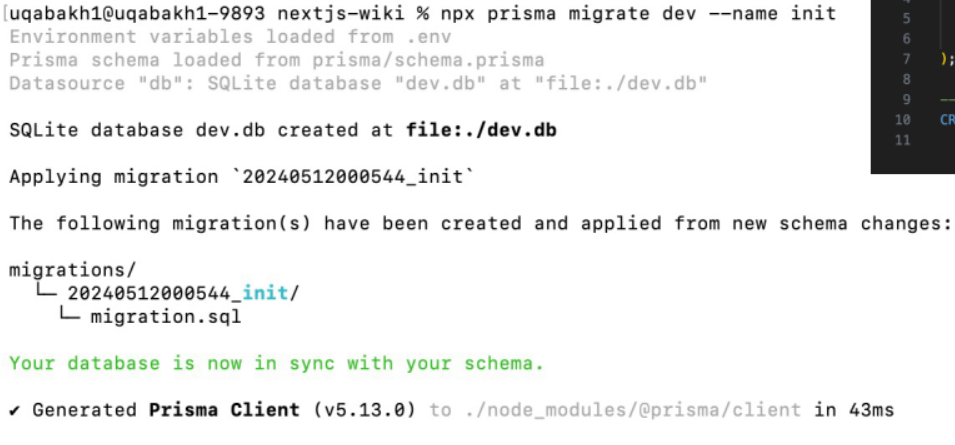 [uqabakh1@uqabakh1-9893 nextjs-wiki % npx prisma migrate dev --name init
Environment variables loaded from .env
Prisma schema loaded from prisma/schema.prisma
Datasource "db": SQLite database "dev.db" at "file:./dev.db"
SQLite database dev.db created at file:./dev.db
Applying migration `20240512000544_init`
The following migration(s) have been created and applied from new schema changes:
migrations/
└─ 20240512000544_init/
└─ migration.sql
Your database is now in sync with your schema.
✔ Generated Prisma Client (v5.13.0) to ./node_modules/@prisma/client in 43ms
5
6
7 );
8
9 --
10 CR
11